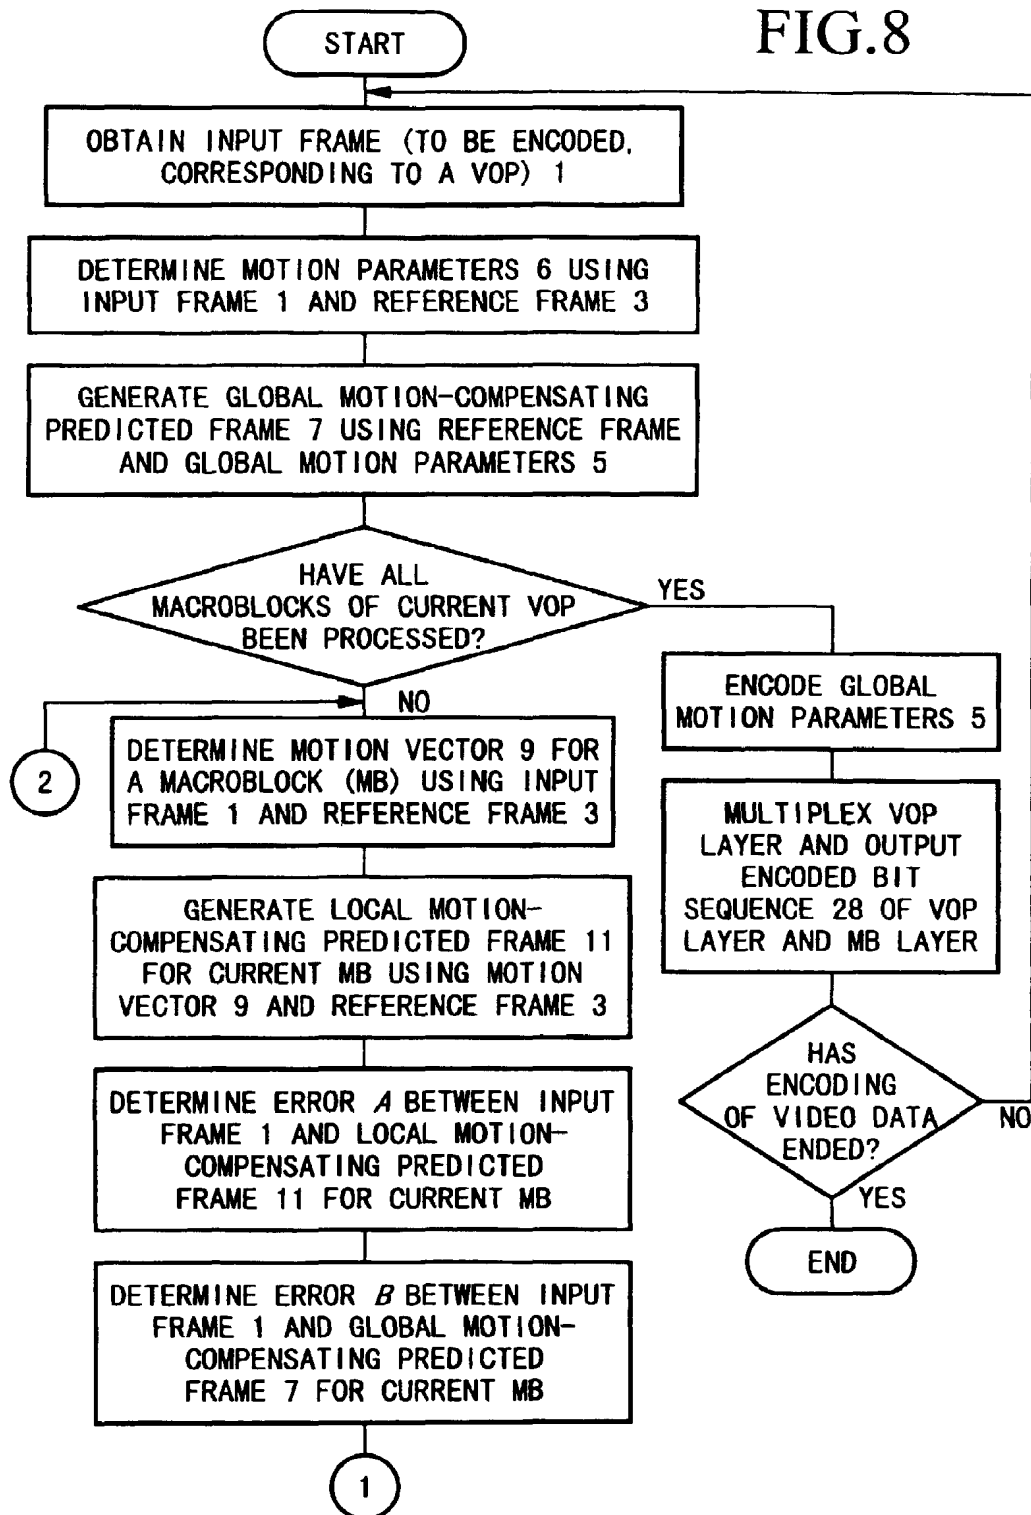 FIG.8
START
OBTAIN INPUT FRAME (TO BE ENCODED,
CORRESPONDING TO A VOP) 1
DETERMINE MOTION PARAMETERS 6 USING
INPUT FRAME 1 AND REFERENCE FRAME 3
GENERATE GLOBAL MOTION-COMPENSATING
PREDICTED FRAME 7 USING REFERENCE FRAME
AND GLOBAL MOTION PARAMETERS 5
HAVE ALL
MACROBLOCKS OF CURRENT VOP
BEEN PROCESSED?
YES
NO
2
DETERMINE MOTION VECTOR 9 FOR
A MACROBLOCK (MB) USING INPUT
FRAME 1 AND REFERENCE FRAME 3
GENERATE LOCAL MOTION-
COMPENSATING PREDICTED FRAME 11
FOR CURRENT MB USING MOTION
VECTOR 9 AND REFERENCE FRAME 3
DETERMINE ERROR A BETWEEN INPUT
FRAME 1 AND LOCAL MOTION-
COMPENSATING PREDICTED
FRAME 11 FOR CURRENT MB
DETERMINE ERROR B BETWEEN INPUT
FRAME 1 AND GLOBAL MOTION-
COMPENSATING PREDICTED
FRAME 7 FOR CURRENT MB
1
ENCODE GLOBAL
MOTION PARAMETERS 5
MULTIPLEX VOP
LAYER AND OUTPUT
ENCODED BIT
SEQUENCE 28 OF VOP
LAYER AND MB LAYER
HAS
ENCODING
OF VIDEO DATA
ENDED?
NO
YES
END